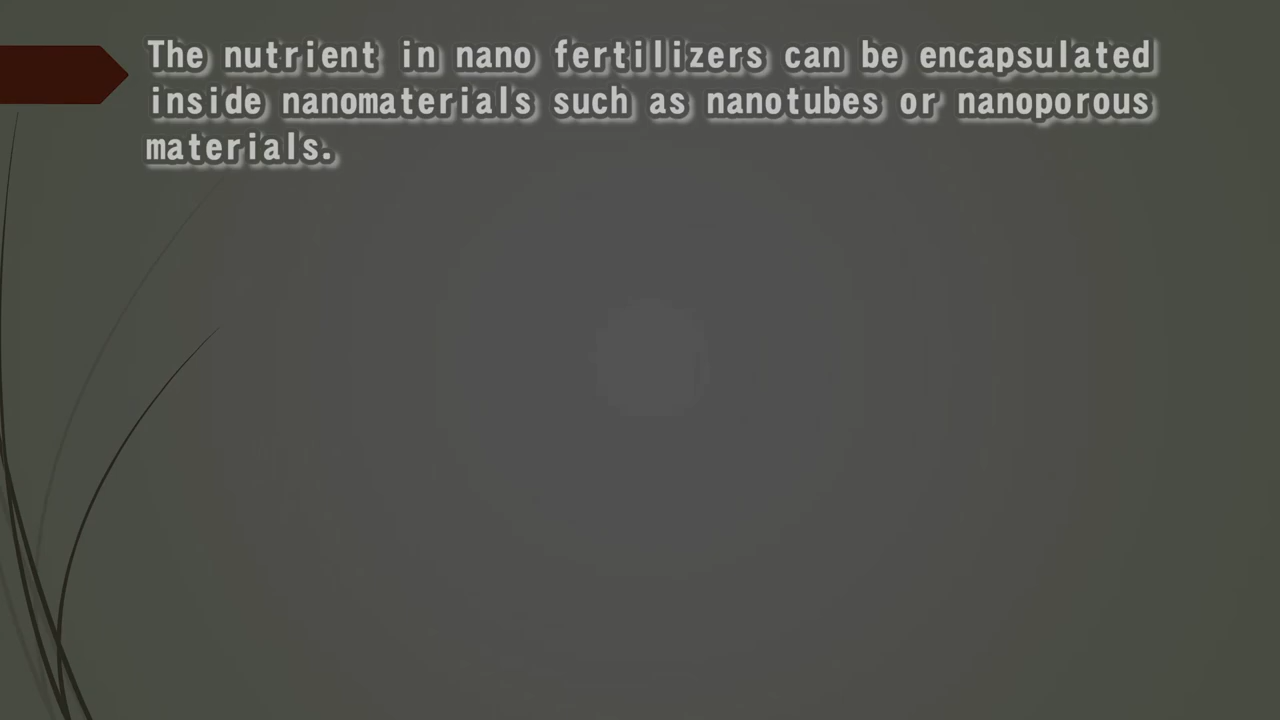 The nutrient in nano fertilizers can be encapsulated
inside nanomaterials such as nanotubes or nanoporous
materials.